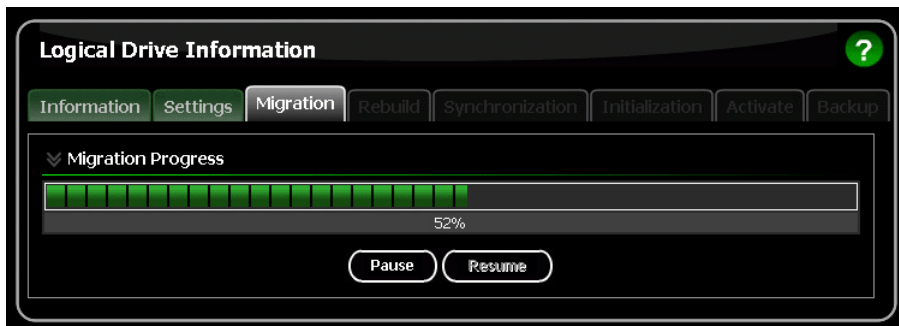 Logical Drive Information
?
Information Settings Migration Rebuild Synchronization Initialization Activate Backup
Migration Progress
52%
Pause Resume